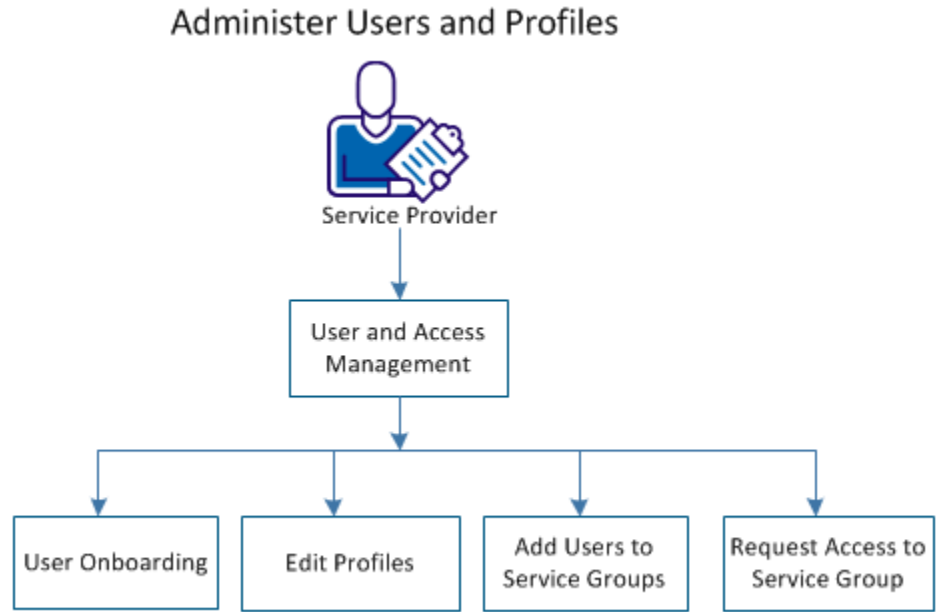 Administer Users and Profiles
Service Provider
User and Access
Management
User Onboarding
Edit Profiles
Add Users to
Service Groups
Request Access to
Service Group